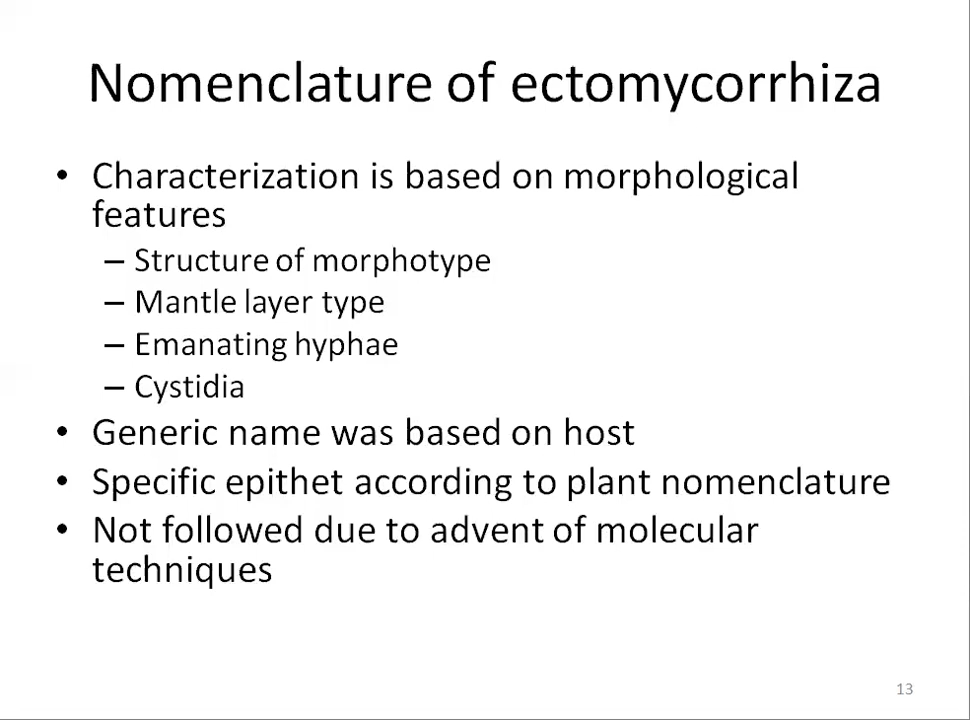 Nomenclature of ectomycorrhiza
• Characterization is based on morphological
features
– Structure of morphotype
– Mantle layer type
– Emanating hyphae
– Cystidia
• Generic name was based on host
• Specific epithet according to plant nomenclature
• Not followed due to advent of molecular
techniques
13